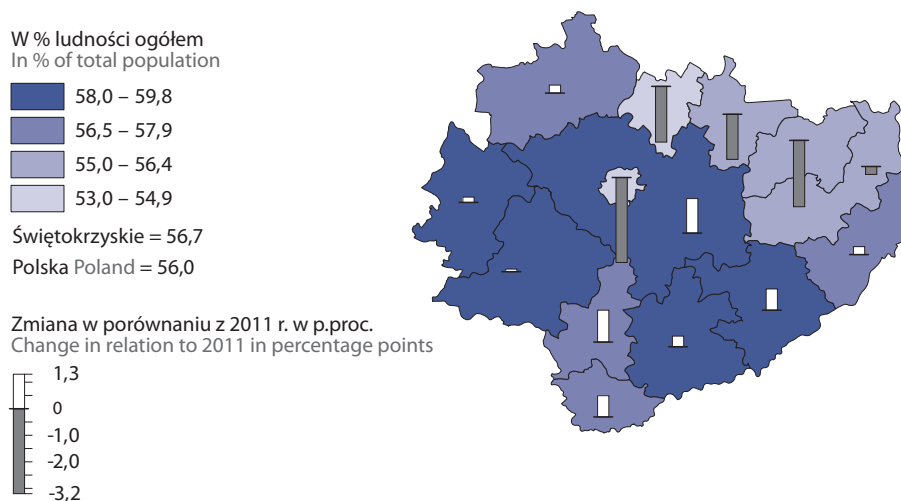 W % ludności ogółem
In % of total population
58,0 – 59,8
56,5 – 57,9
55,0 – 56,4
53,0 – 54,9
Świętokrzyskie = 56,7
Polska Poland = 56,0
Zmiana w porównaniu z 2011 r. w p.proc.
Change in relation to 2011 in percentage points
1,3
0
-1,0
-2,0
-3,2